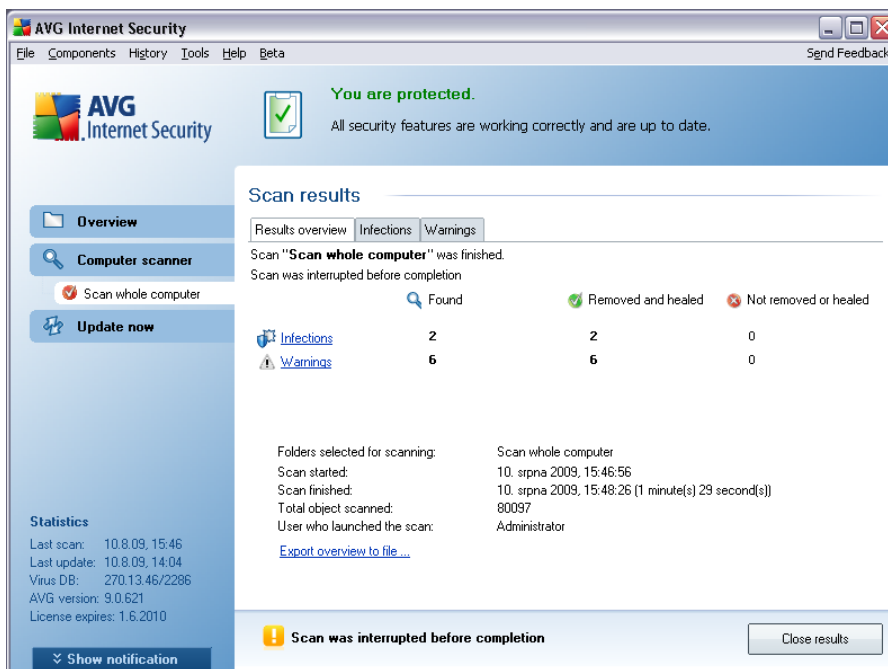 AVG Internet Security
File Components History Tools Help Beta Send Feedback
AVG
Internet Security
You are protected.
All security features are working correctly and are up to date.
Overview
Computer scanner
Scan whole computer
Update now
Scan results
Results overview Infections Warnings
Scan "Scan whole computer" was finished.
Scan was interrupted before completion
Found Removed and healed Not removed or healed
Infections 2 2 0
Warnings 6 6 0
Folders selected for scanning: Scan whole computer
Scan started: 10. srpna 2009, 15:46:56
Scan finished: 10. srpna 2009, 15:48:26 (1 minute(s) 29 second(s))
Total object scanned: 80097
User who launched the scan: Administrator
Export overview to file ...
Statistics
Last scan: 10.8.09, 15:46
Last update: 10.8.09, 14:04
Virus DB: 270.13.46/2286
AVG version: 9.0.621
License expires: 1.6.2010
Show notification
Scan was interrupted before completion
Close results